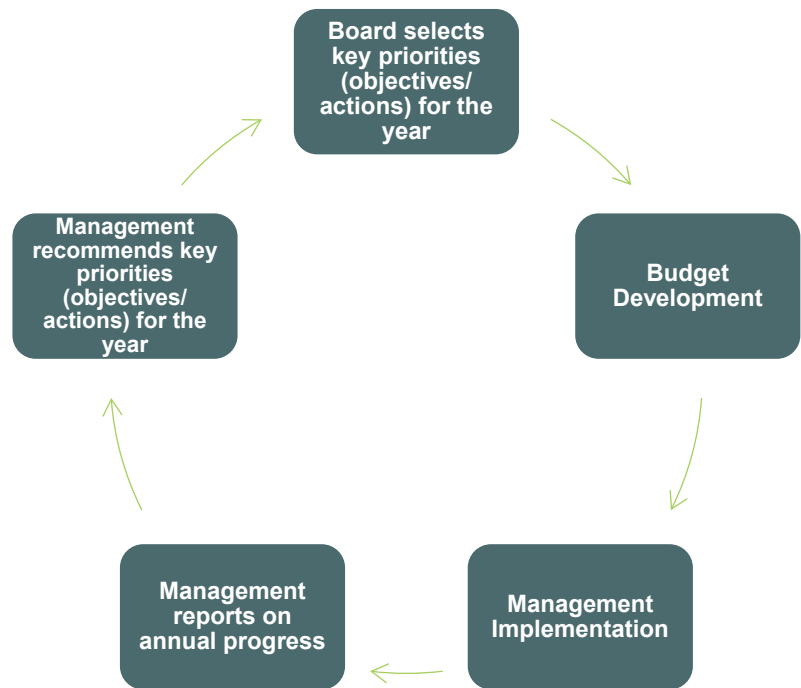 Board selects
key priorities
(objectives/
actions) for the
year
Budget
Development
Management
Implementation
Management
reports on
annual progress
Management
recommends key
priorities
(objectives/
actions) for the
year